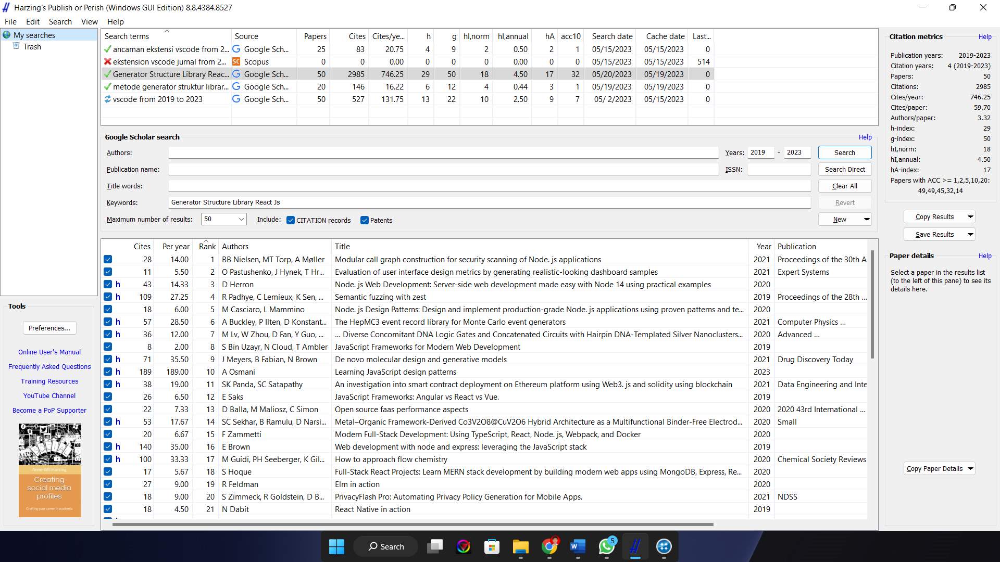 Harzing's Publish or Perish (Windows GUI Edition) 8.8.4384.8527
File Edit Search View Help
My searches
Trash
Search terms Source Papers Cites Cites/ye... h g hI,norm hI,annual hA acc10 Search date Cache date Last...
ancaman ekstensi vscode from 2... Google Sch... 25 83 20.75 4 9 2 0.50 2 1 05/15/2023 05/15/2023 0
ekstension vscode jurnal from 2... SC Scopus 0 0 0.00 0 0 0 0.00 0 0 05/15/2023 05/15/2023 514
Generator Structure Library Reac... Google Sch... 50 2985 746.25 29 50 18 4.50 17 32 05/20/2023 05/19/2023 0
metode generator struktur librar... Google Sch... 20 146 16.22 6 12 4 0.44 3 1 05/19/2023 05/19/2023 0
vscode from 2019 to 2023 Google Sch... 50 527 131.75 13 22 10 2.50 9 7 05/ 2/2023 05/15/2023 0
Google Scholar search Help
Authors: Years: 2019 - 2023 Search
Publication name: ISSN: Search Direct
Title words: Clear All
Keywords: Generator Structure Library React Js Revert
Maximum number of results: 50 Include: CITATION records Patents New
Cites Per year Rank Authors Title Year Publication
28 14.00 1 BB Nielsen, MT Torp, A Møller Modular call graph construction for security scanning of Node. js applications 2021 Proceedings of the 30th A
11 5.50 2 O Pastushenko, J Hynek, T Hr... Evaluation of user interface design metrics by generating realistic-looking dashboard samples 2021 Expert Systems
h 43 14.33 3 D Herron Node. js Web Development: Server-side web development made easy with Node 14 using practical examples 2020
h 109 27.25 4 R Padhye, C Lemieux, K Sen, ... Semantic fuzzing with zest 2019 Proceedings of the 28th ...
18 6.00 5 M Casciaro, L Mammino Node. js Design Patterns: Design and implement production-grade Node. js applications using proven patterns and te... 2020
h 57 28.50 6 A Buckley, P Ilten, D Konstant... The HepMC3 event record library for Monte Carlo event generators 2021 Computer Physics ...
h 36 12.00 7 M Lv, W Zhou, D Fan, Y Guo, ... ... Diverse Concomitant DNA Logic Gates and Concatenated Circuits with Hairpin DNA-Templated Silver Nanoclusters... 2020 Advanced ...
8 2.00 8 S Bin Uzayr, N Cloud, T Ambler JavaScript Frameworks for Modern Web Development 2019
h 71 35.50 9 J Meyers, B Fabian, N Brown De novo molecular design and generative models 2021 Drug Discovery Today
h 189 189.00 10 A Osmani Learning JavaScript design patterns 2023
h 38 19.00 11 SK Panda, SC Satapathy An investigation into smart contract deployment on Ethereum platform using Web3. js and solidity using blockchain 2021 Data Engineering and Inte
26 6.50 12 E Saks JavaScript Frameworks: Angular vs React vs Vue. 2019
22 7.33 13 D Balla, M Maliosz, C Simon Open source faas performance aspects 2020 2020 43rd International ...
h 53 17.67 14 SC Sekhar, B Ramulu, D Narsi... Metal–Organic Framework-Derived Co3V2O8@CuV2O6 Hybrid Architecture as a Multifunctional Binder-Free Electrod... 2020 Small
20 6.67 15 F Zammetti Modern Full-Stack Development: Using TypeScript, React, Node. js, Webpack, and Docker 2020
h 140 35.00 16 E Brown Web development with node and express: leveraging the JavaScript stack 2019
h 100 33.33 17 M Guidi, PH Seeberger, K Gil... How to approach flow chemistry 2020 Chemical Society Reviews
17 5.67 18 S Hoque Full-Stack React Projects: Learn MERN stack development by building modern web apps using MongoDB, Express, Re... 2020
27 9.00 19 R Feldman Elm in action 2020
18 9.00 20 S Zimmeck, R Goldstein, D B... PrivacyFlash Pro: Automating Privacy Policy Generation for Mobile Apps. 2021 NDSS
18 4.50 21 N Dabit React Native in action 2019
Citation metrics Help
Publication years: 2019-2023
Citation years: 4 (2019-2023)
Papers: 50
Citations: 2985
Cites/year: 746.25
Cites/paper: 59.70
Authors/paper: 3.32
h-index: 29
g-index: 50
hI,norm: 18
hI,annual: 4.50
hA-index: 17
Papers with ACC >= 1,2,5,10,20:
49,49,45,32,14
Copy Results
Save Results
Paper details Help
Select a paper in the results list
(to the left of this pane) to see its
details here.
Copy Paper Details
Tools
Preferences...
Online User's Manual
Frequently Asked Questions
Training Resources
YouTube Channel
Become a PoP Supporter
Anne-Wil Harzing
Creating
social media
profiles
Crafting your career in academia
Search
5